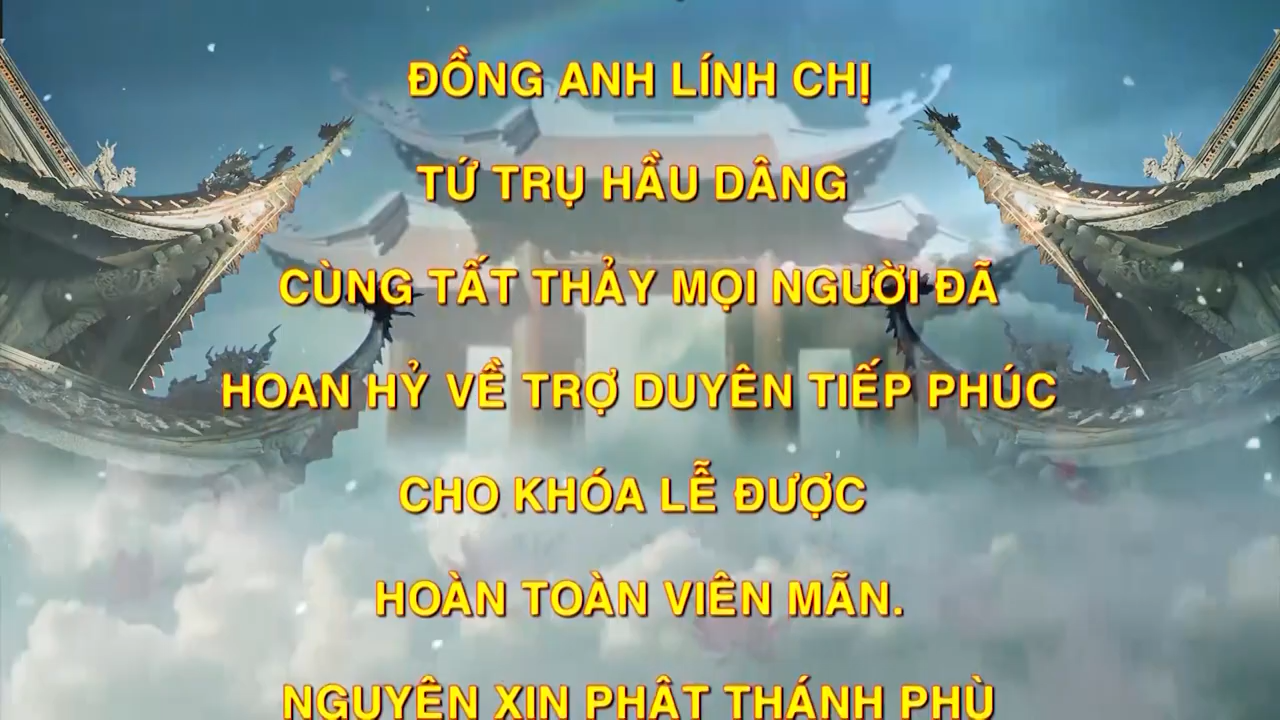 ĐỒNG ANH LÍNH CHỊ
TỨ TRỤ HẦU DÂNG
CÙNG TẤT THẢY MỌI NGƯỜI ĐÃ
HOAN HỶ VỀ TRỢ DUYÊN TIẾP PHÚC
CHO KHÓA LỄ ĐƯỢC
HOÀN TOÀN VIÊN MÃN.
NGUYỆN XIN PHẬT THÁNH PHÙ